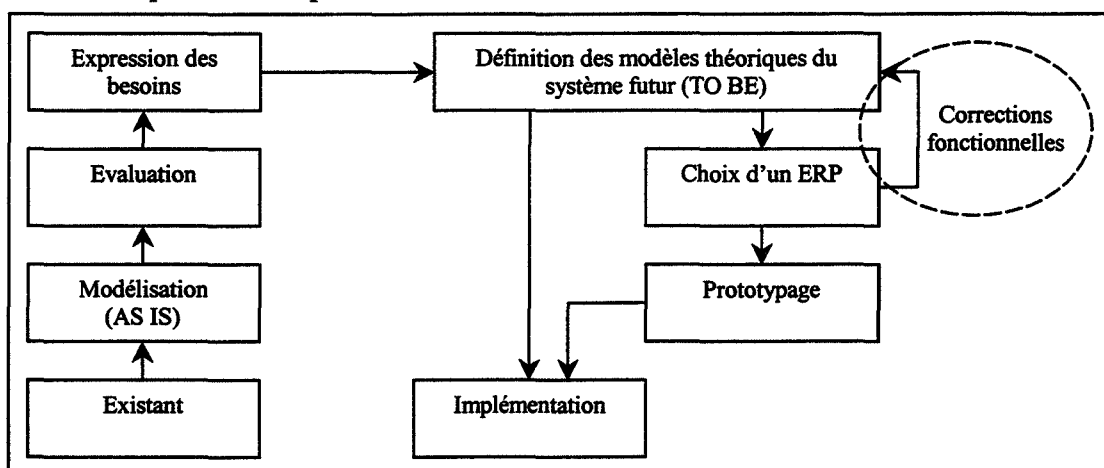 Expression des
besoins
Définition des modèles théoriques du
système futur (TO BE)
Corrections
fonctionnelles
Evaluation
Choix d'un ERP
Modélisation
(AS IS)
Prototypage
Existant
Implémentation